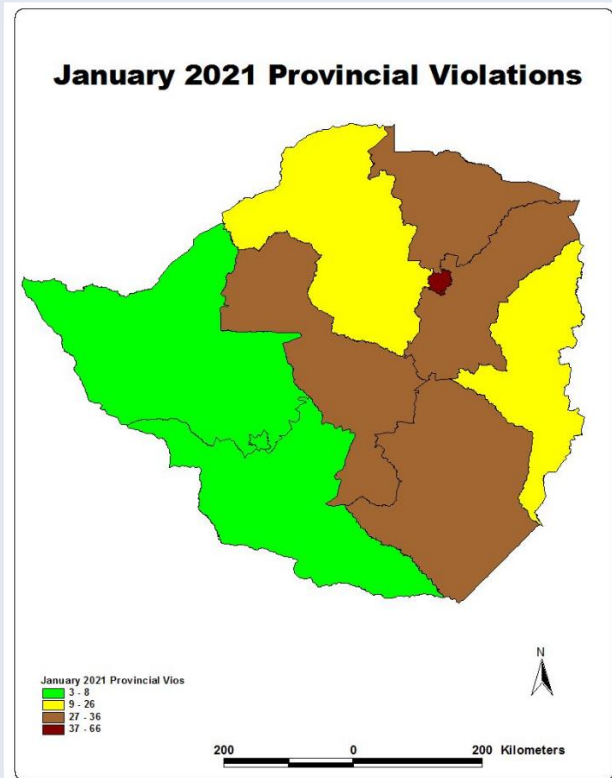 January 2021 Provincial Violations
N
January 2021 Provincial Vios
3 - 8
9 - 26
27 - 36
37 - 66
200 0 200 Kilometers